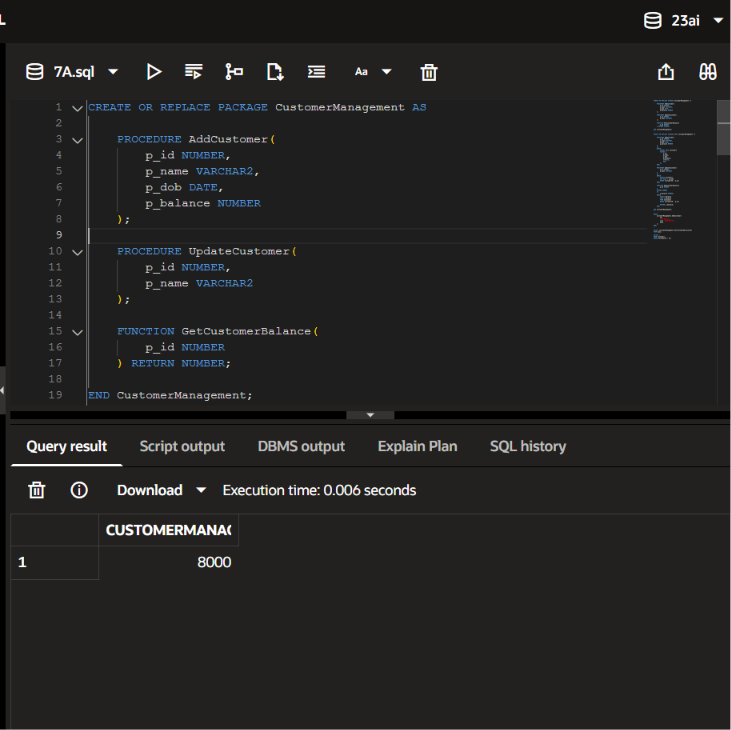 23ai
7A.sql
Aa
1 CREATE OR REPLACE PACKAGE CustomerManagement AS
2
3 PROCEDURE AddCustomer(
4 p_id NUMBER,
5 p_name VARCHAR2,
6 p_dob DATE,
7 p_balance NUMBER
8 );
9
10 PROCEDURE UpdateCustomer(
11 p_id NUMBER,
12 p_name VARCHAR2
13 );
14
15 FUNCTION GetCustomerBalance(
16 p_id NUMBER
17 ) RETURN NUMBER;
18
19 END CustomerManagement;
Query result Script output DBMS output Explain Plan SQL history
Download Execution time: 0.006 seconds
CUSTOMERMANAG
1 8000